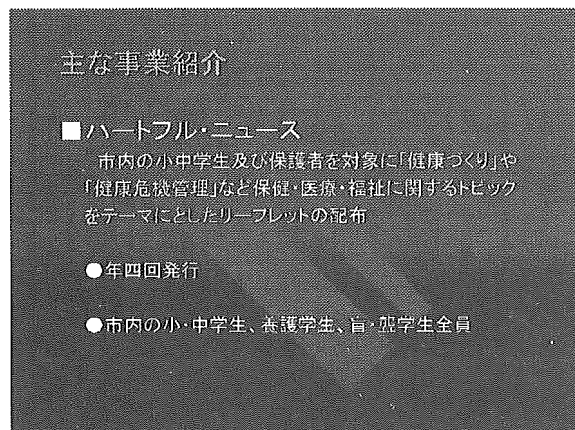 主な事業紹介
■ハートフル・ニュース
市内の小中学生及び保護者を対象に「健康づくり」や
「健康危機管理」など保健・医療・福祉に関するトピック
をテーマにとしたリーフレットの配布
●年四回発行
●市内の小・中学生、養護学生、盲・聾学生全員